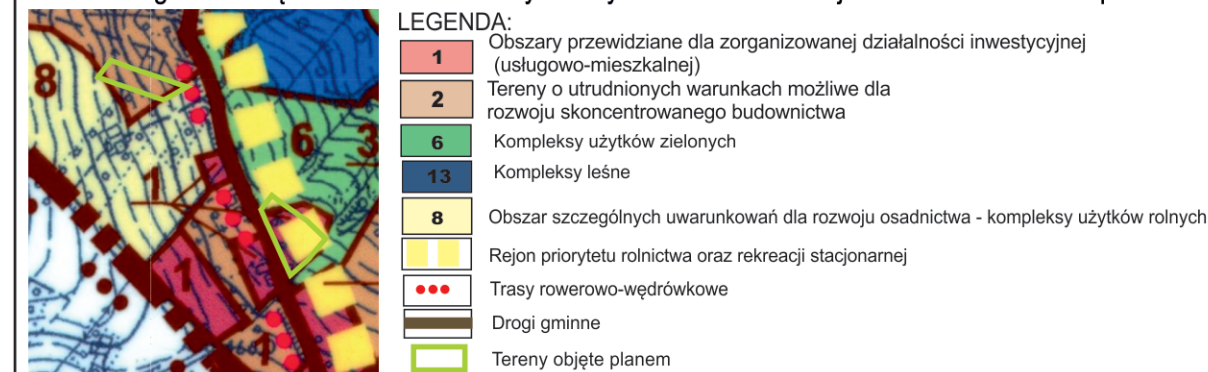 LEGENDA:
1 Obszary przewidziane dla zorganizowanej działalności inwestycyjnej
(usługowo-mieszkalnej)
2 Tereny o utrudnionych warunkach możliwe dla
rozwoju skoncentrowanego budownictwa
6 Kompleksy użytków zielonych
13 Kompleksy leśne
8 Obszar szczególnych uwarunkowań dla rozwoju osadnictwa - kompleksy użytków rolnych
Rejon priorytetu rolnictwa oraz rekreacji stacjonarnej
Trasy rowerowo-wędrówkowe
Drogi gminne
Tereny objęte planem
8
6
3
1
1
1